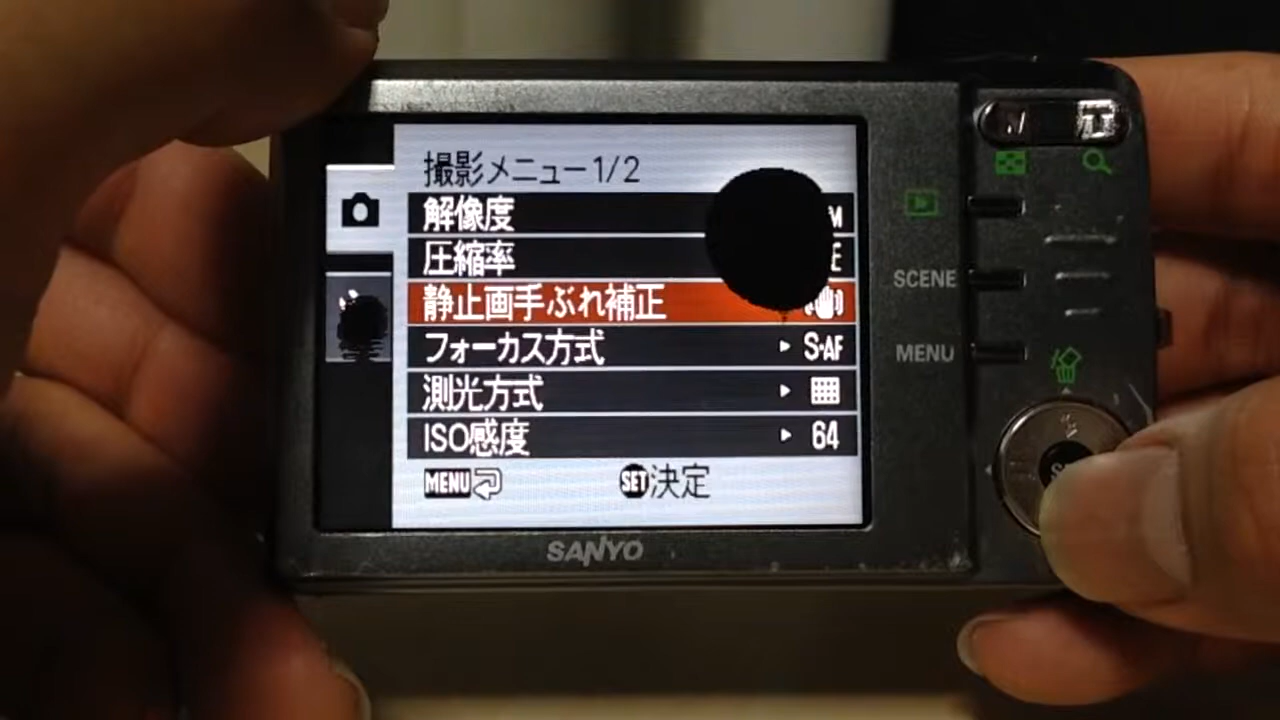 撮影メニュー1/2
解像度 M
圧縮率 E
静止画手ぶれ補正
フォーカス方式 S-AF
測光方式
ISO感度 64
MENU SET決定
SANYO
SCENE
MENU